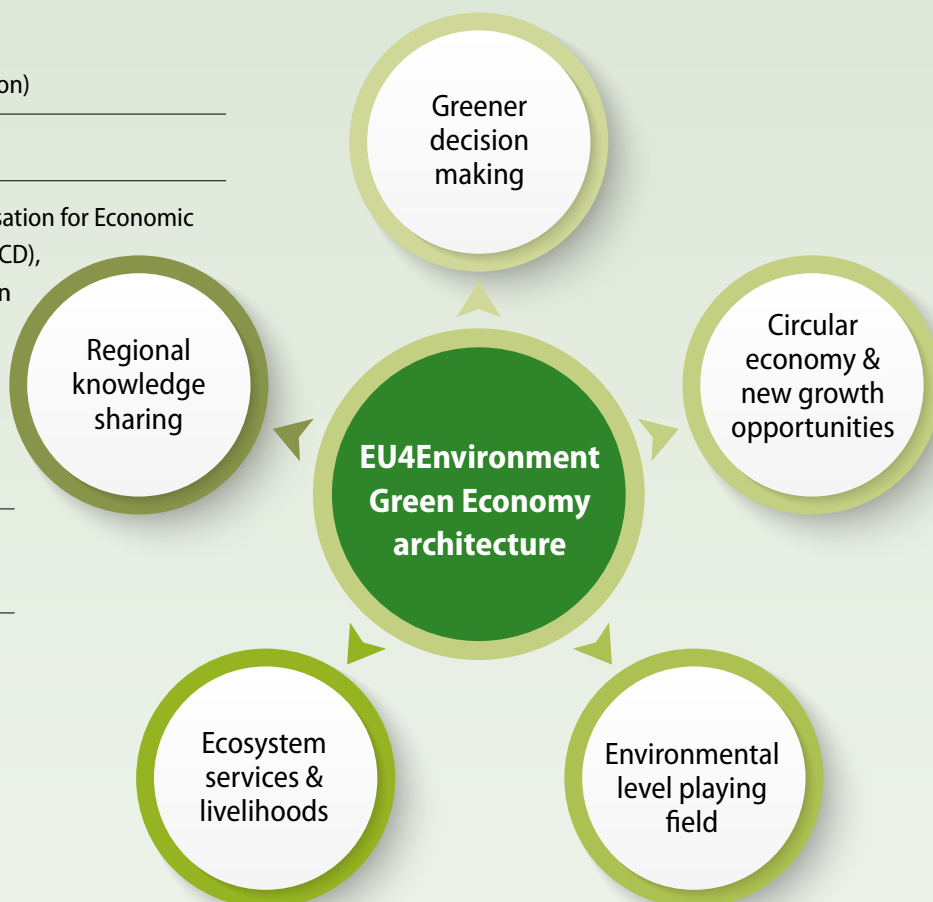 on)
sation for Economic
CD),
n
Greener
decision
making
Circular
economy &
new growth
opportunities
Environmental
level playing
field
Ecosystem
services &
livelihoods
Regional
knowledge
sharing
EU4Environment
Green Economy
architecture